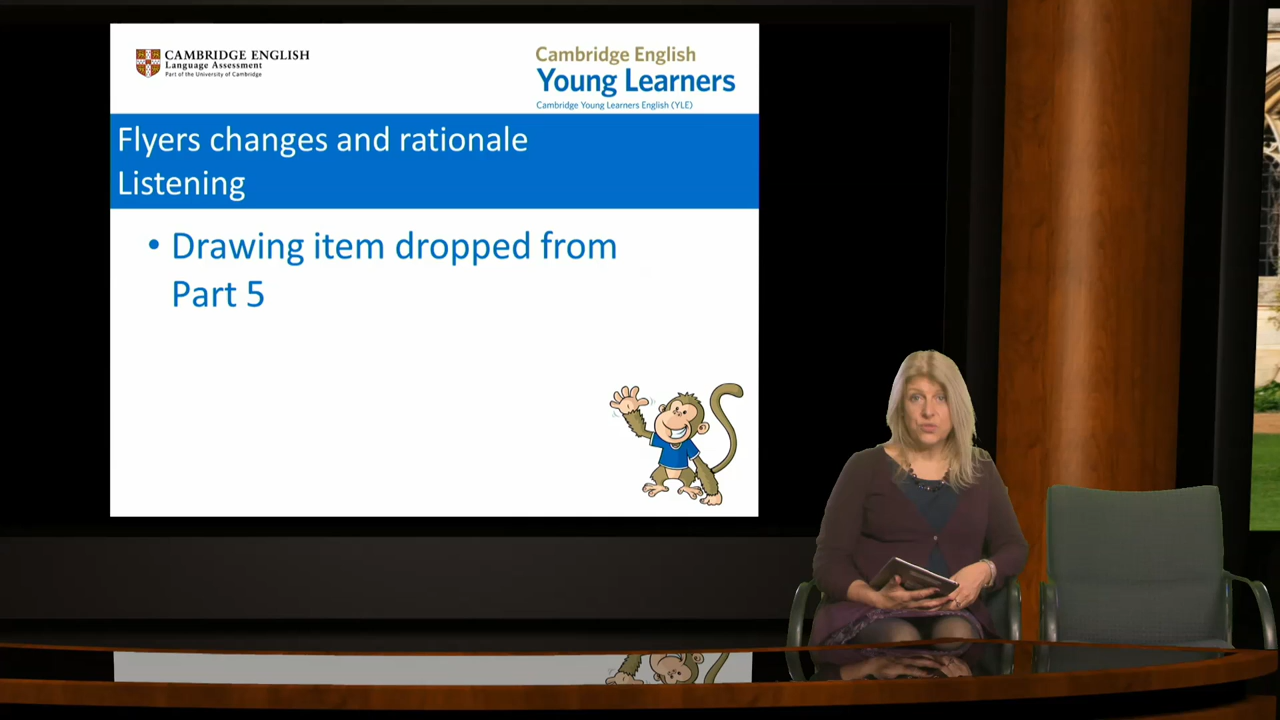 CAMBRIDGE ENGLISH
Language Assessment
Part of the University of Cambridge
Cambridge English
Young Learners
Cambridge Young Learners English (YLE)
Flyers changes and rationale
Listening
• Drawing item dropped from
Part 5